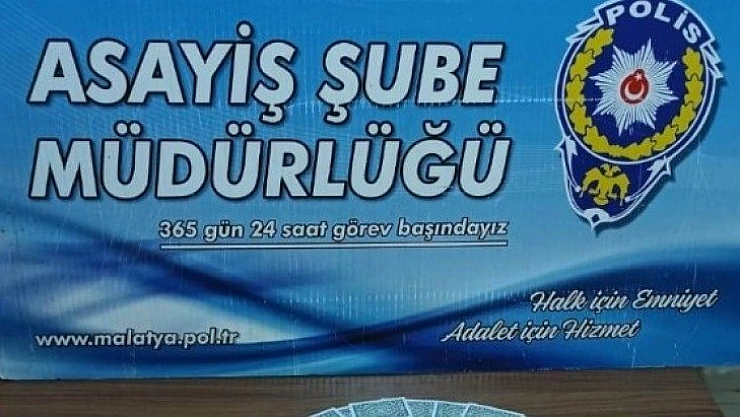 POLİS
ASAYİŞ ŞUBE
MÜDÜRLÜĞÜ
365 gün 24 saat görev başındayız
Halk için Emniyet
Adalet için Hizmet
www.malatya.pol.tr